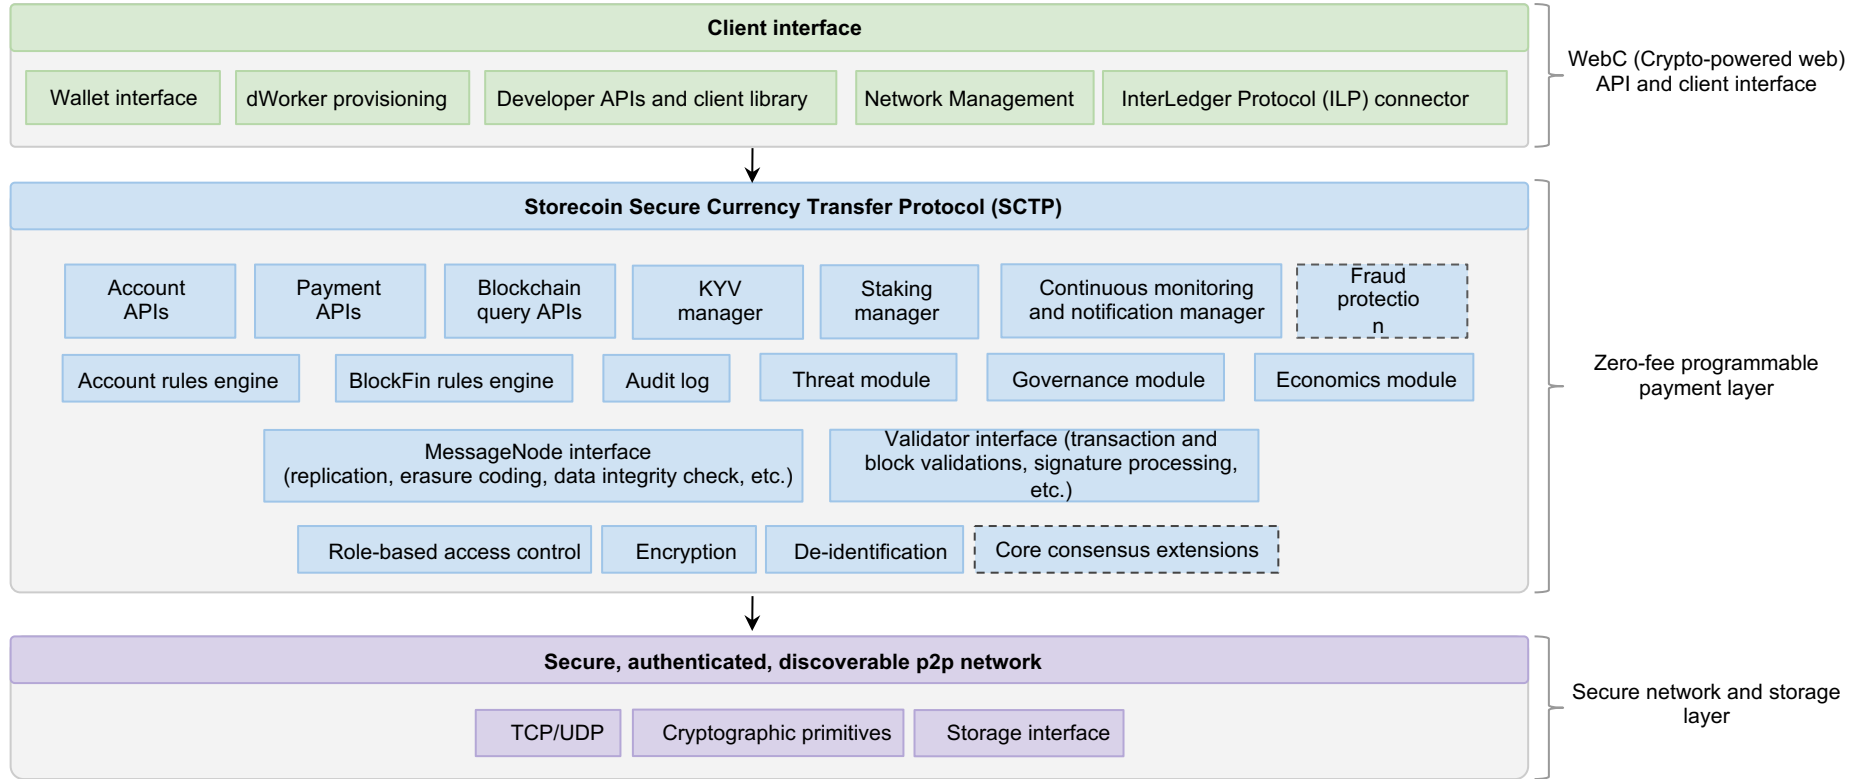 Client interface
Wallet interface
dWorker provisioning
Developer APIs and client library
Network Management
InterLedger Protocol (ILP) connector
WebC (Crypto-powered web)
API and client interface
Storecoin Secure Currency Transfer Protocol (SCTP)
Account
APIs
Payment
APIs
Blockchain
query APIs
KYV
manager
Staking
manager
Continuous monitoring
and notification manager
Fraud
protectio
n
Account rules engine
BlockFin rules engine
Audit log
Threat module
Governance module
Economics module
MessageNode interface
(replication, erasure coding, data integrity check, etc.)
Validator interface (transaction and
block validations, signature processing,
etc.)
Role-based access control
Encryption
De-identification
Core consensus extensions
Zero-fee programmable
payment layer
Secure, authenticated, discoverable p2p network
TCP/UDP
Cryptographic primitives
Storage interface
Secure network and storage
layer